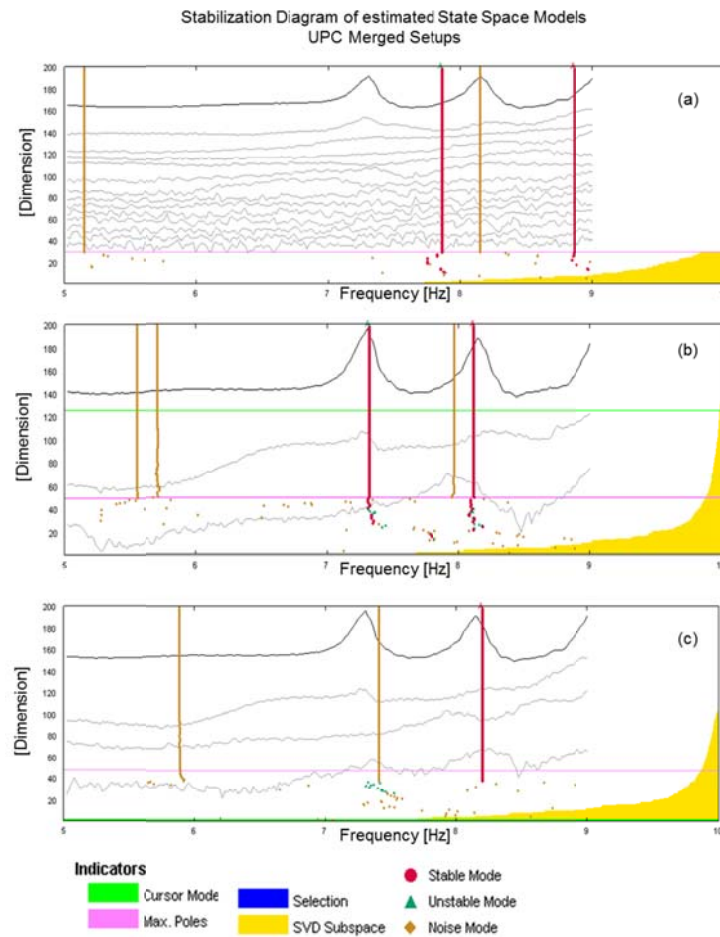 Stabilization Diagram of estimated State Space Models
UPC Merged Setups
200
180
160
140
120
100
80
60
40
20
[Dimension]
(a)
5
6
7
8
9
10
Frequency [Hz]
200
180
160
140
120
100
80
60
40
20
[Dimension]
(b)
5
6
7
8
9
10
Frequency [Hz]
200
180
160
140
120
100
80
60
40
20
[Dimension]
(c)
5
6
7
8
9
10
Frequency [Hz]
Indicators
Cursor Mode
Max. Poles
Selection
SVD Subspace
Stable Mode
Unstable Mode
Noise Mode